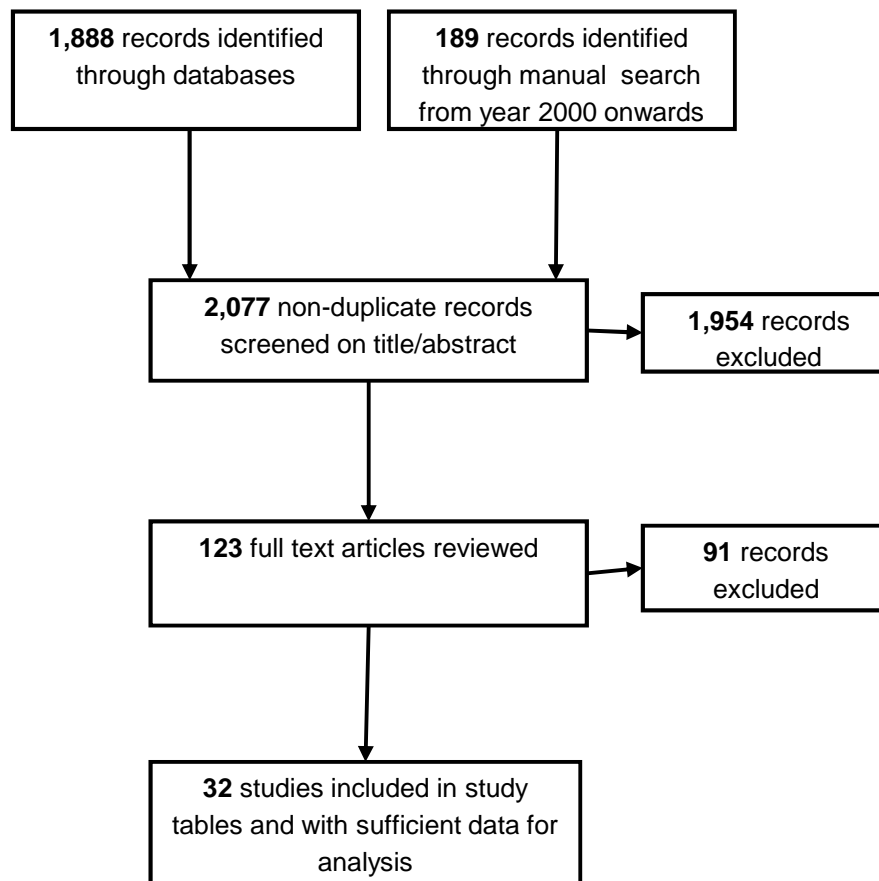 1,888 records identified
through databases
189 records identified
through manual search
from year 2000 onwards
2,077 non-duplicate records
screened on title/abstract
1,954 records
excluded
123 full text articles reviewed
91 records
excluded
32 studies included in study
tables and with sufficient data for
analysis